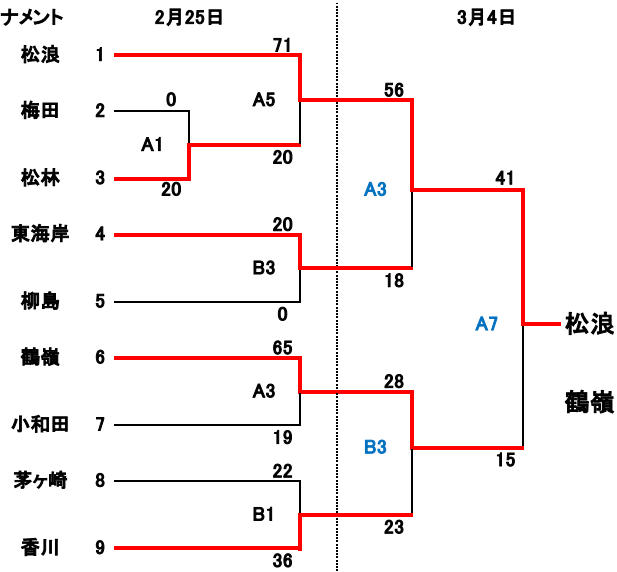 ナメント 2月25日 3月4日
71
松浪 1
56
A5
0
梅田 2
A1
20
松林 3
20
41
A3
20
東海岸 4
B3
18
柳島 5
0
A7
松浪
65
鶴嶺 6
28
A3
鶴嶺
小和田 7
19
B3
15
22
茅ヶ崎 8
B1
23
香川 9
36